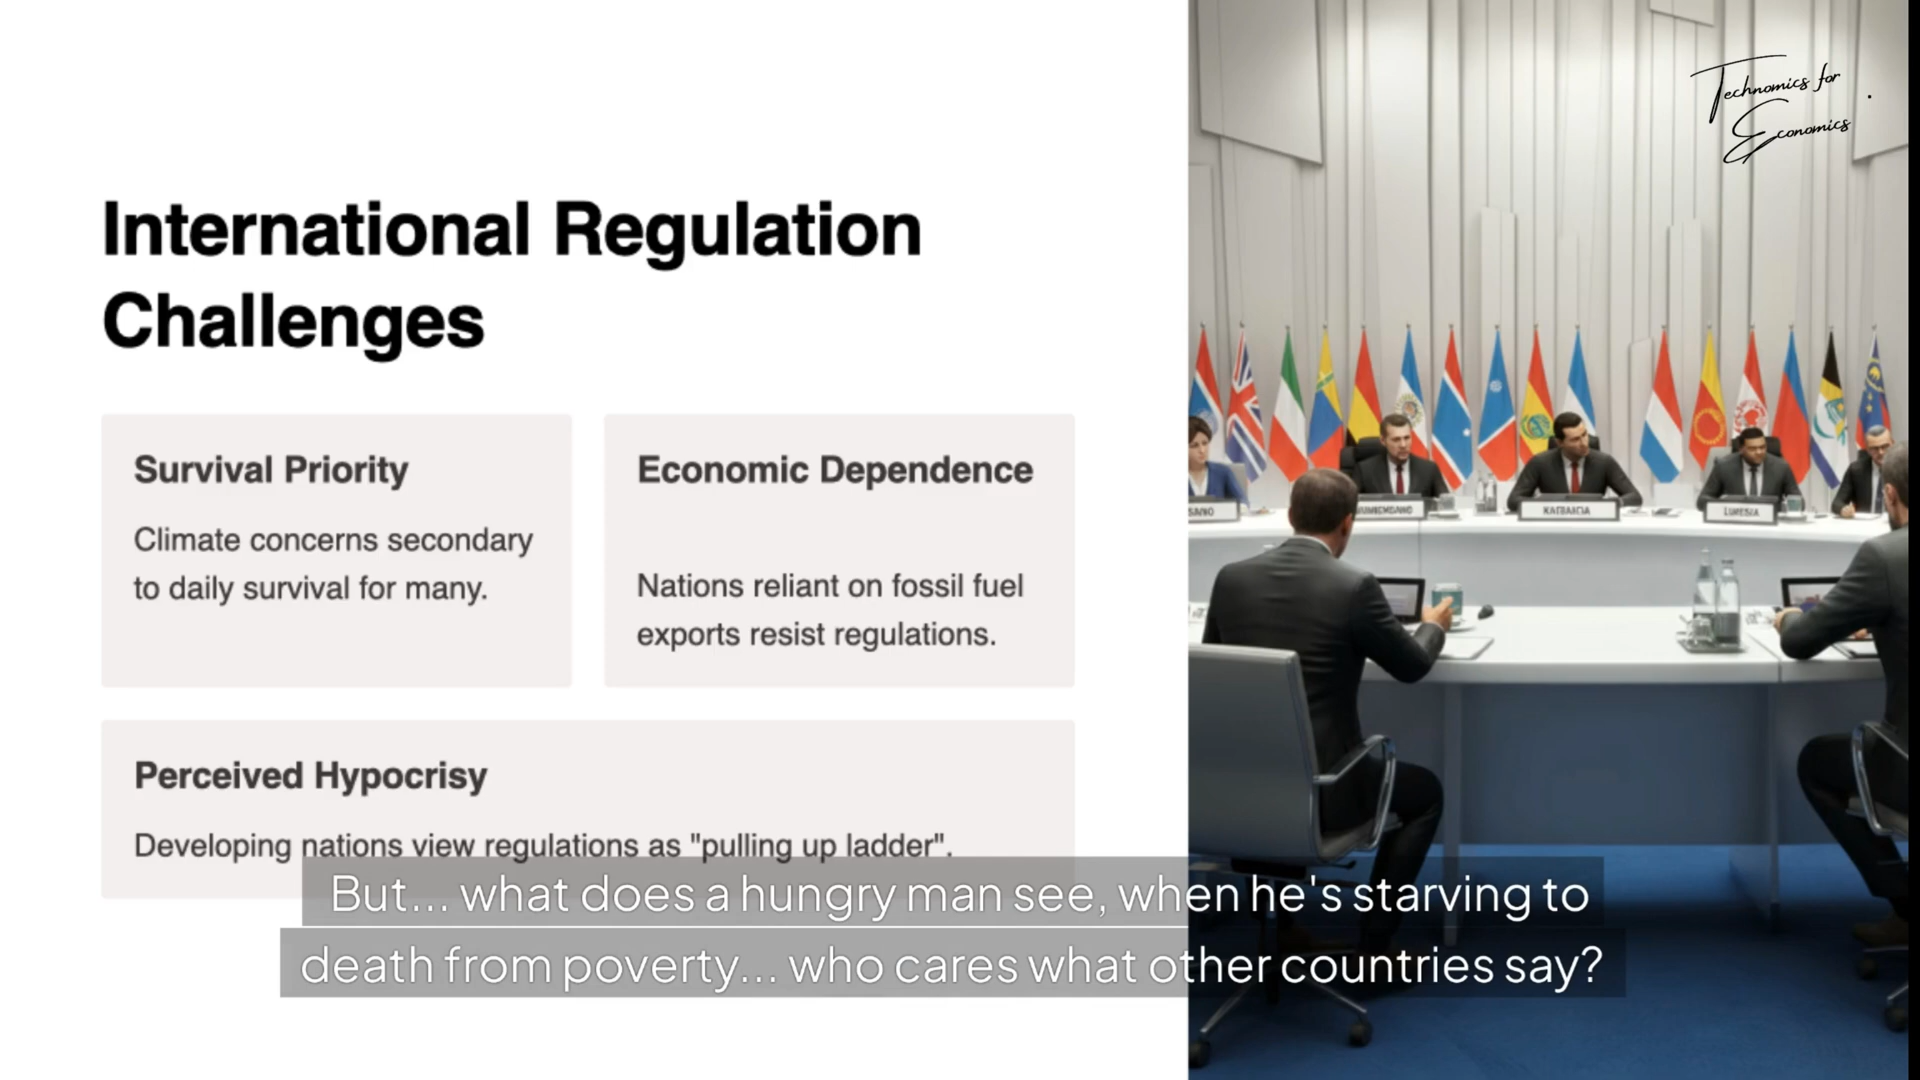 Technomics for
Economics
International Regulation
Challenges
Survival Priority
Climate concerns secondary
to daily survival for many.
Economic Dependence
Nations reliant on fossil fuel
exports resist regulations.
Perceived Hypocrisy
Developing nations view regulations as "pulling up ladder".
But... what does a hungry man see, when he's starving to
death from poverty... who cares what other countries say?